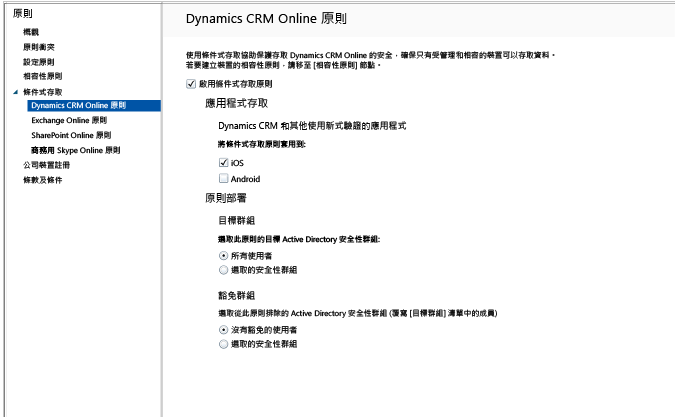 原則
概觀
原則衝突
設定原則
相容性原則
條件式存取
Dynamics CRM Online 原則
Exchange Online 原則
SharePoint Online 原則
商務用 Skype Online 原則
公司裝置註冊
條款及條件
Dynamics CRM Online 原則
使用條件式存取協助保護存取 Dynamics CRM Online 的安全，確保只有受管理和相容的裝置可以存取資料。
若要建立裝置的相容性原則，請移至 [相容性原則] 節點。
啟用條件式存取原則
應用程式存取
Dynamics CRM 和其他使用新式驗證的應用程式
將條件式存取原則套用到:
iOS
Android
原則部署
目標群組
選取此原則的目標 Active Directory 安全性群組:
所有使用者
選取的安全性群組
豁免群組
選取從此原則排除的 Active Directory 安全性群組 (覆寫 [目標群組] 清單中的成員)
沒有豁免的使用者
選取的安全性群組